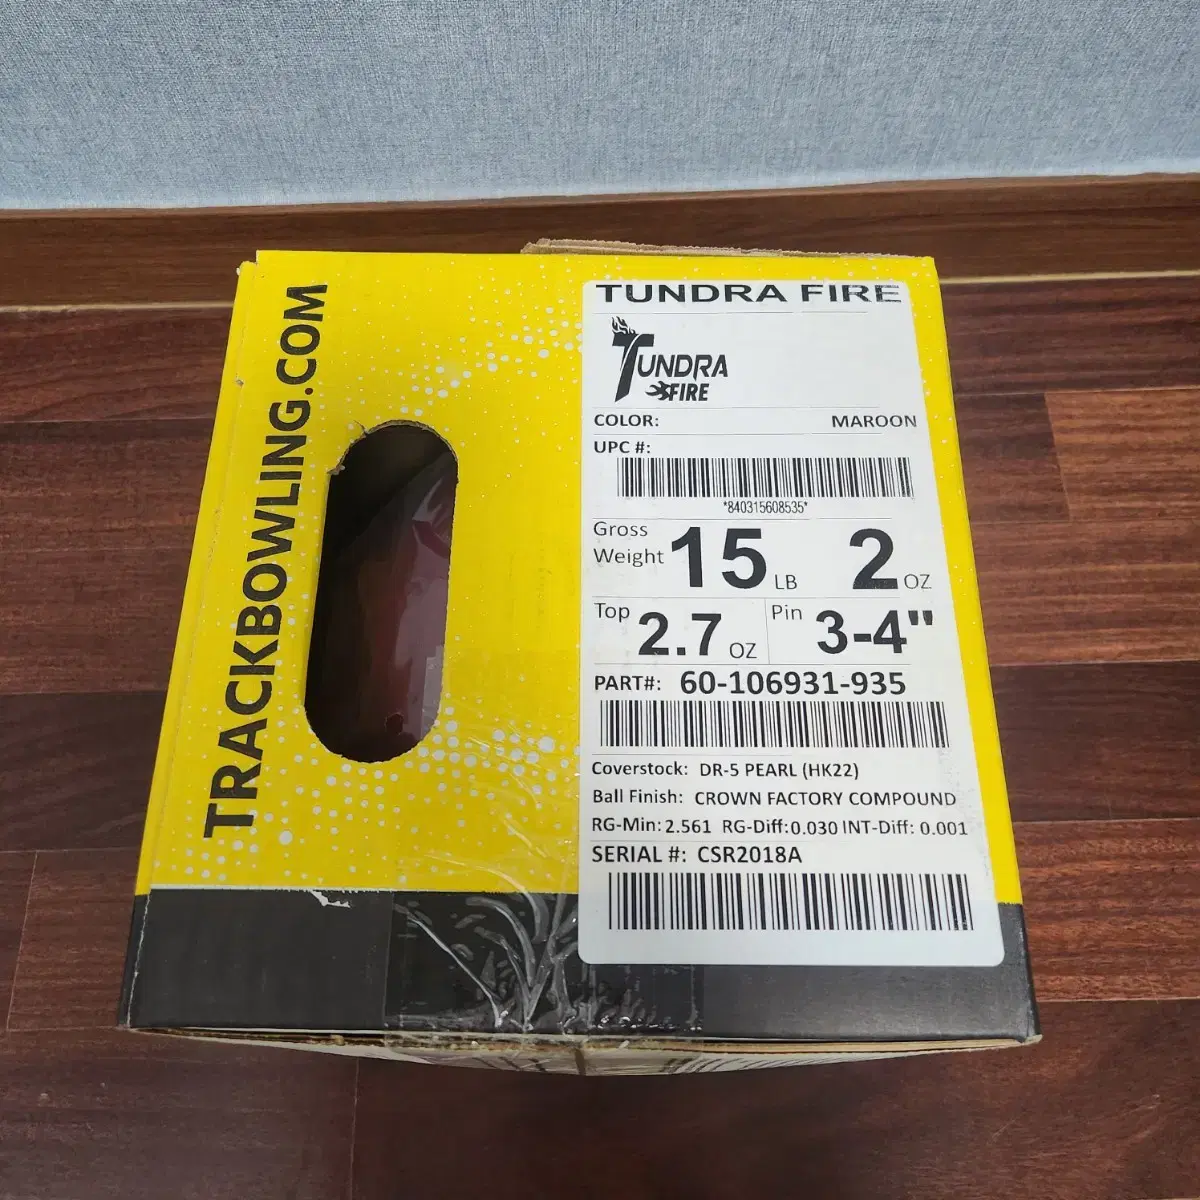 TRACKBOWLING.COM
TUNDRA FIRE
TUNDRA
FIRE
COLOR: MAROON
UPC #:
*840315608535*
Gross Weight 15 LB 2 OZ
Top 2.7 OZ Pin 3-4"
PART#: 60-106931-935
Coverstock: DR-5 PEARL (HK22)
Ball Finish: CROWN FACTORY COMPOUND
RG-Min: 2.561 RG-Diff: 0.030 INT-Diff: 0.001
SERIAL #: CSR2018A